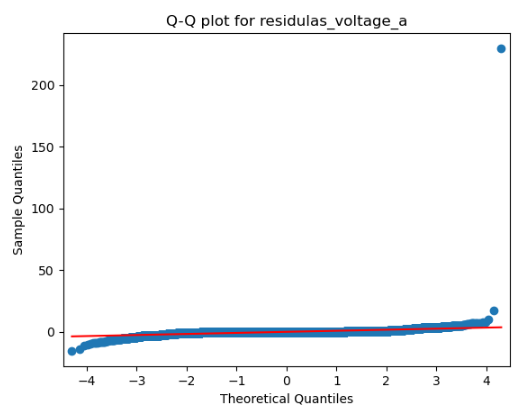 Q-Q plot for residulas_voltage_a
Sample Quantiles
200
150
100
50
0
−4 −3 −2 −1 0 1 2 3 4
Theoretical Quantiles